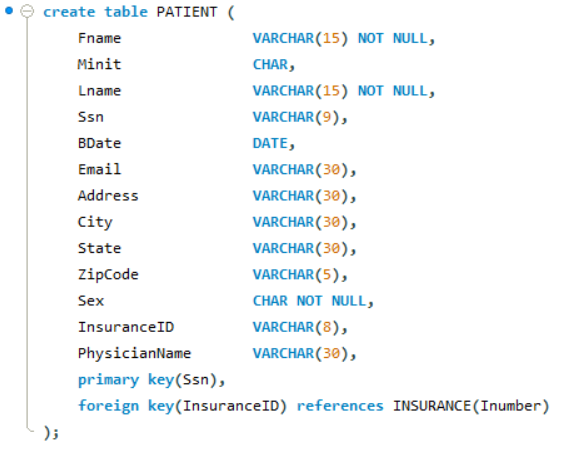 create table PATIENT (
Fname VARCHAR(15) NOT NULL,
Minit CHAR,
Lname VARCHAR(15) NOT NULL,
Ssn VARCHAR(9),
BDate DATE,
Email VARCHAR(30),
Address VARCHAR(30),
City VARCHAR(30),
State VARCHAR(30),
ZipCode VARCHAR(5),
Sex CHAR NOT NULL,
InsuranceID VARCHAR(8),
PhysicianName VARCHAR(30),
primary key(Ssn),
foreign key(InsuranceID) references INSURANCE(Inumber)
);